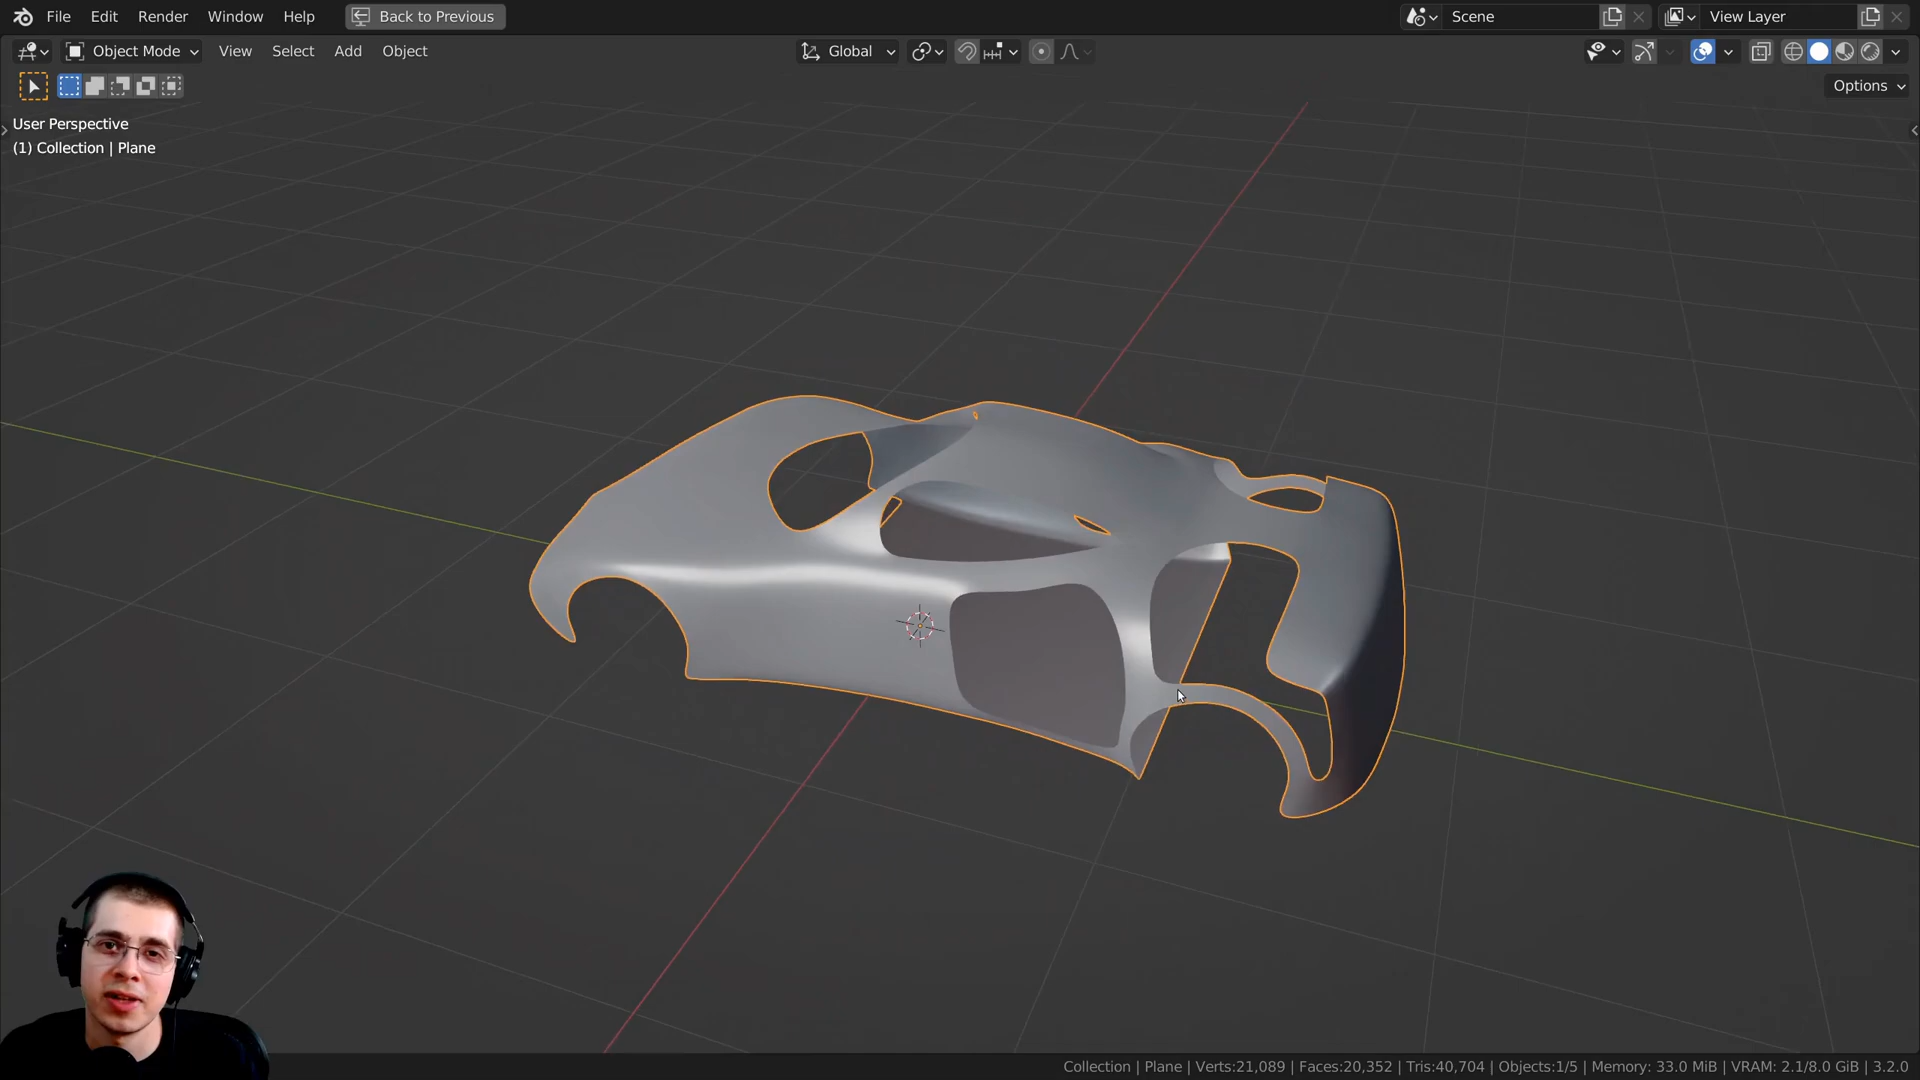 File Edit Render Window Help Back to Previous Scene View Layer
Object Mode View Select Add Object Global
Options
User Perspective
(1) Collection | Plane
Collection | Plane | Verts:21,089 | Faces:20,352 | Tris:40,704 | Objects:1/5 | Memory: 33.0 MiB | VRAM: 2.1/8.0 GiB | 3.2.0